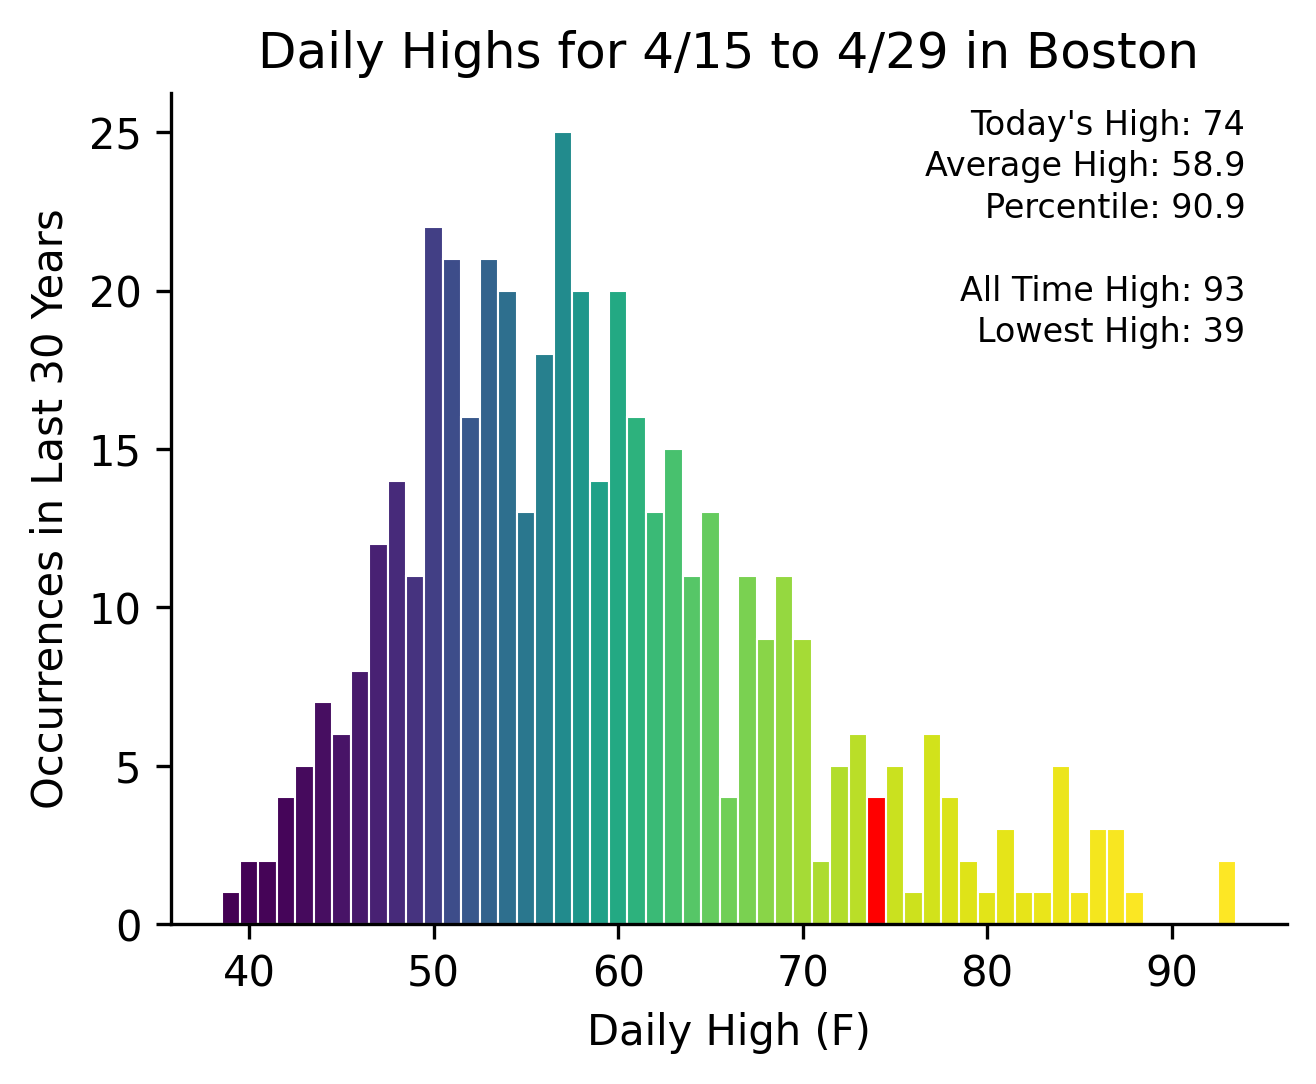 Daily Highs for 4/15 to 4/29 in Boston
Today's High: 74
Average High: 58.9
Percentile: 90.9
All Time High: 93
Lowest High: 39
Occurrences in Last 30 Years
25
20
15
10
5
0
40 50 60 70 80 90
Daily High (F)